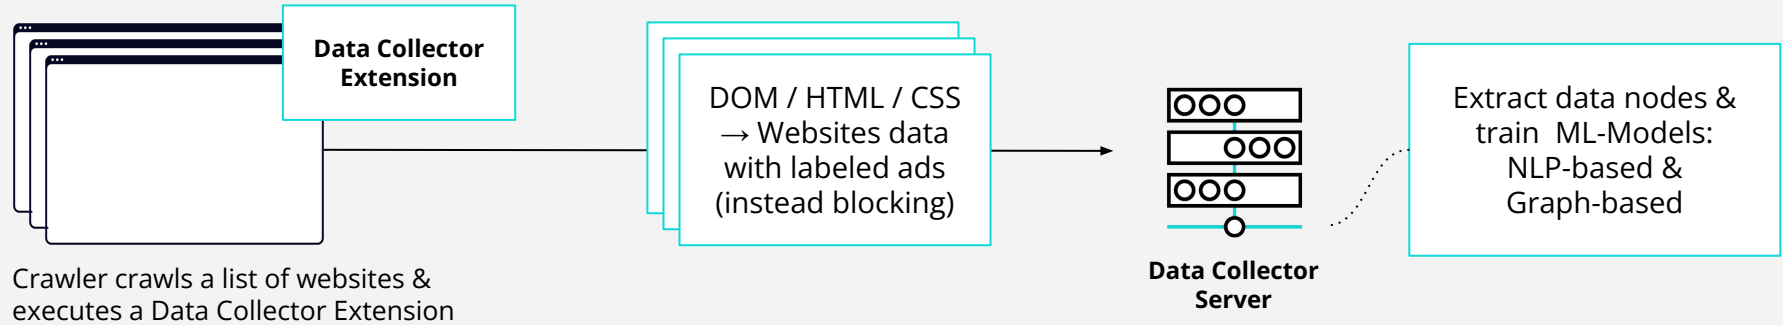 Data Collector
Extension
Crawler crawls a list of websites &
executes a Data Collector Extension
DOM / HTML / CSS
→ Websites data
with labeled ads
(instead blocking)
Data Collector
Server
Extract data nodes &
train ML-Models:
NLP-based &
Graph-based